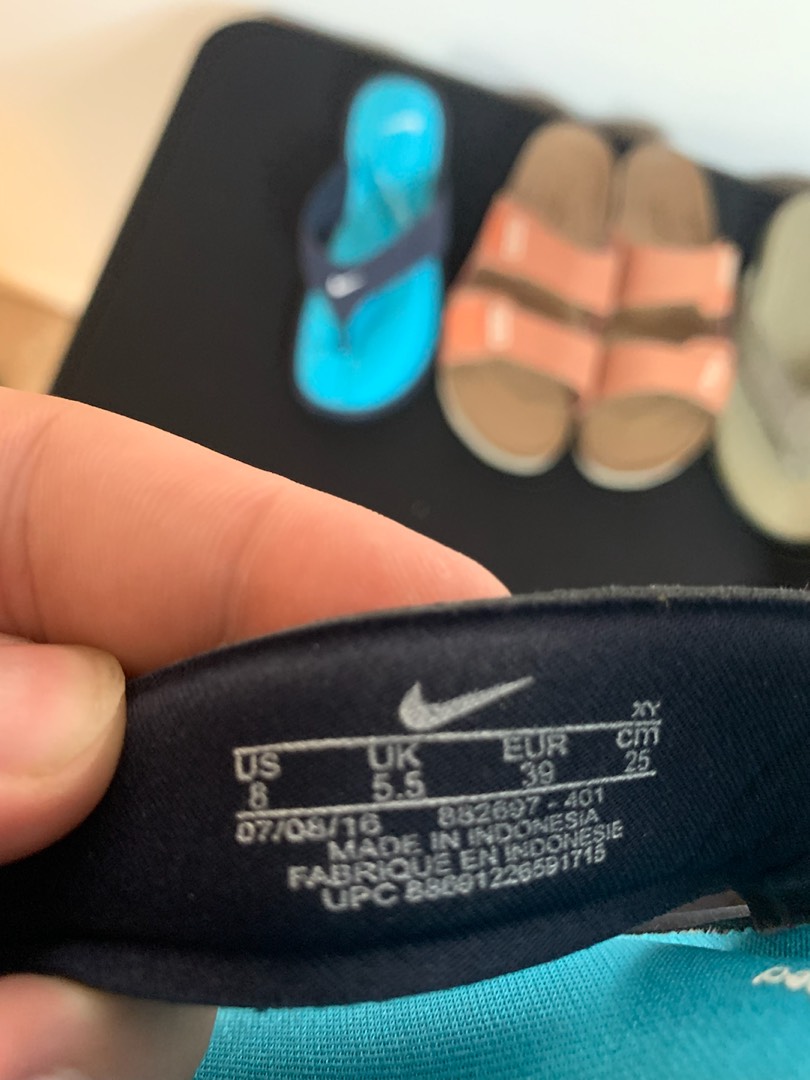 XY
US UK EUR cm
8 5.5 39 25
07/08/16 882697-401
MADE IN INDONESIA
FABRIQUE EN INDONESIE
UPC